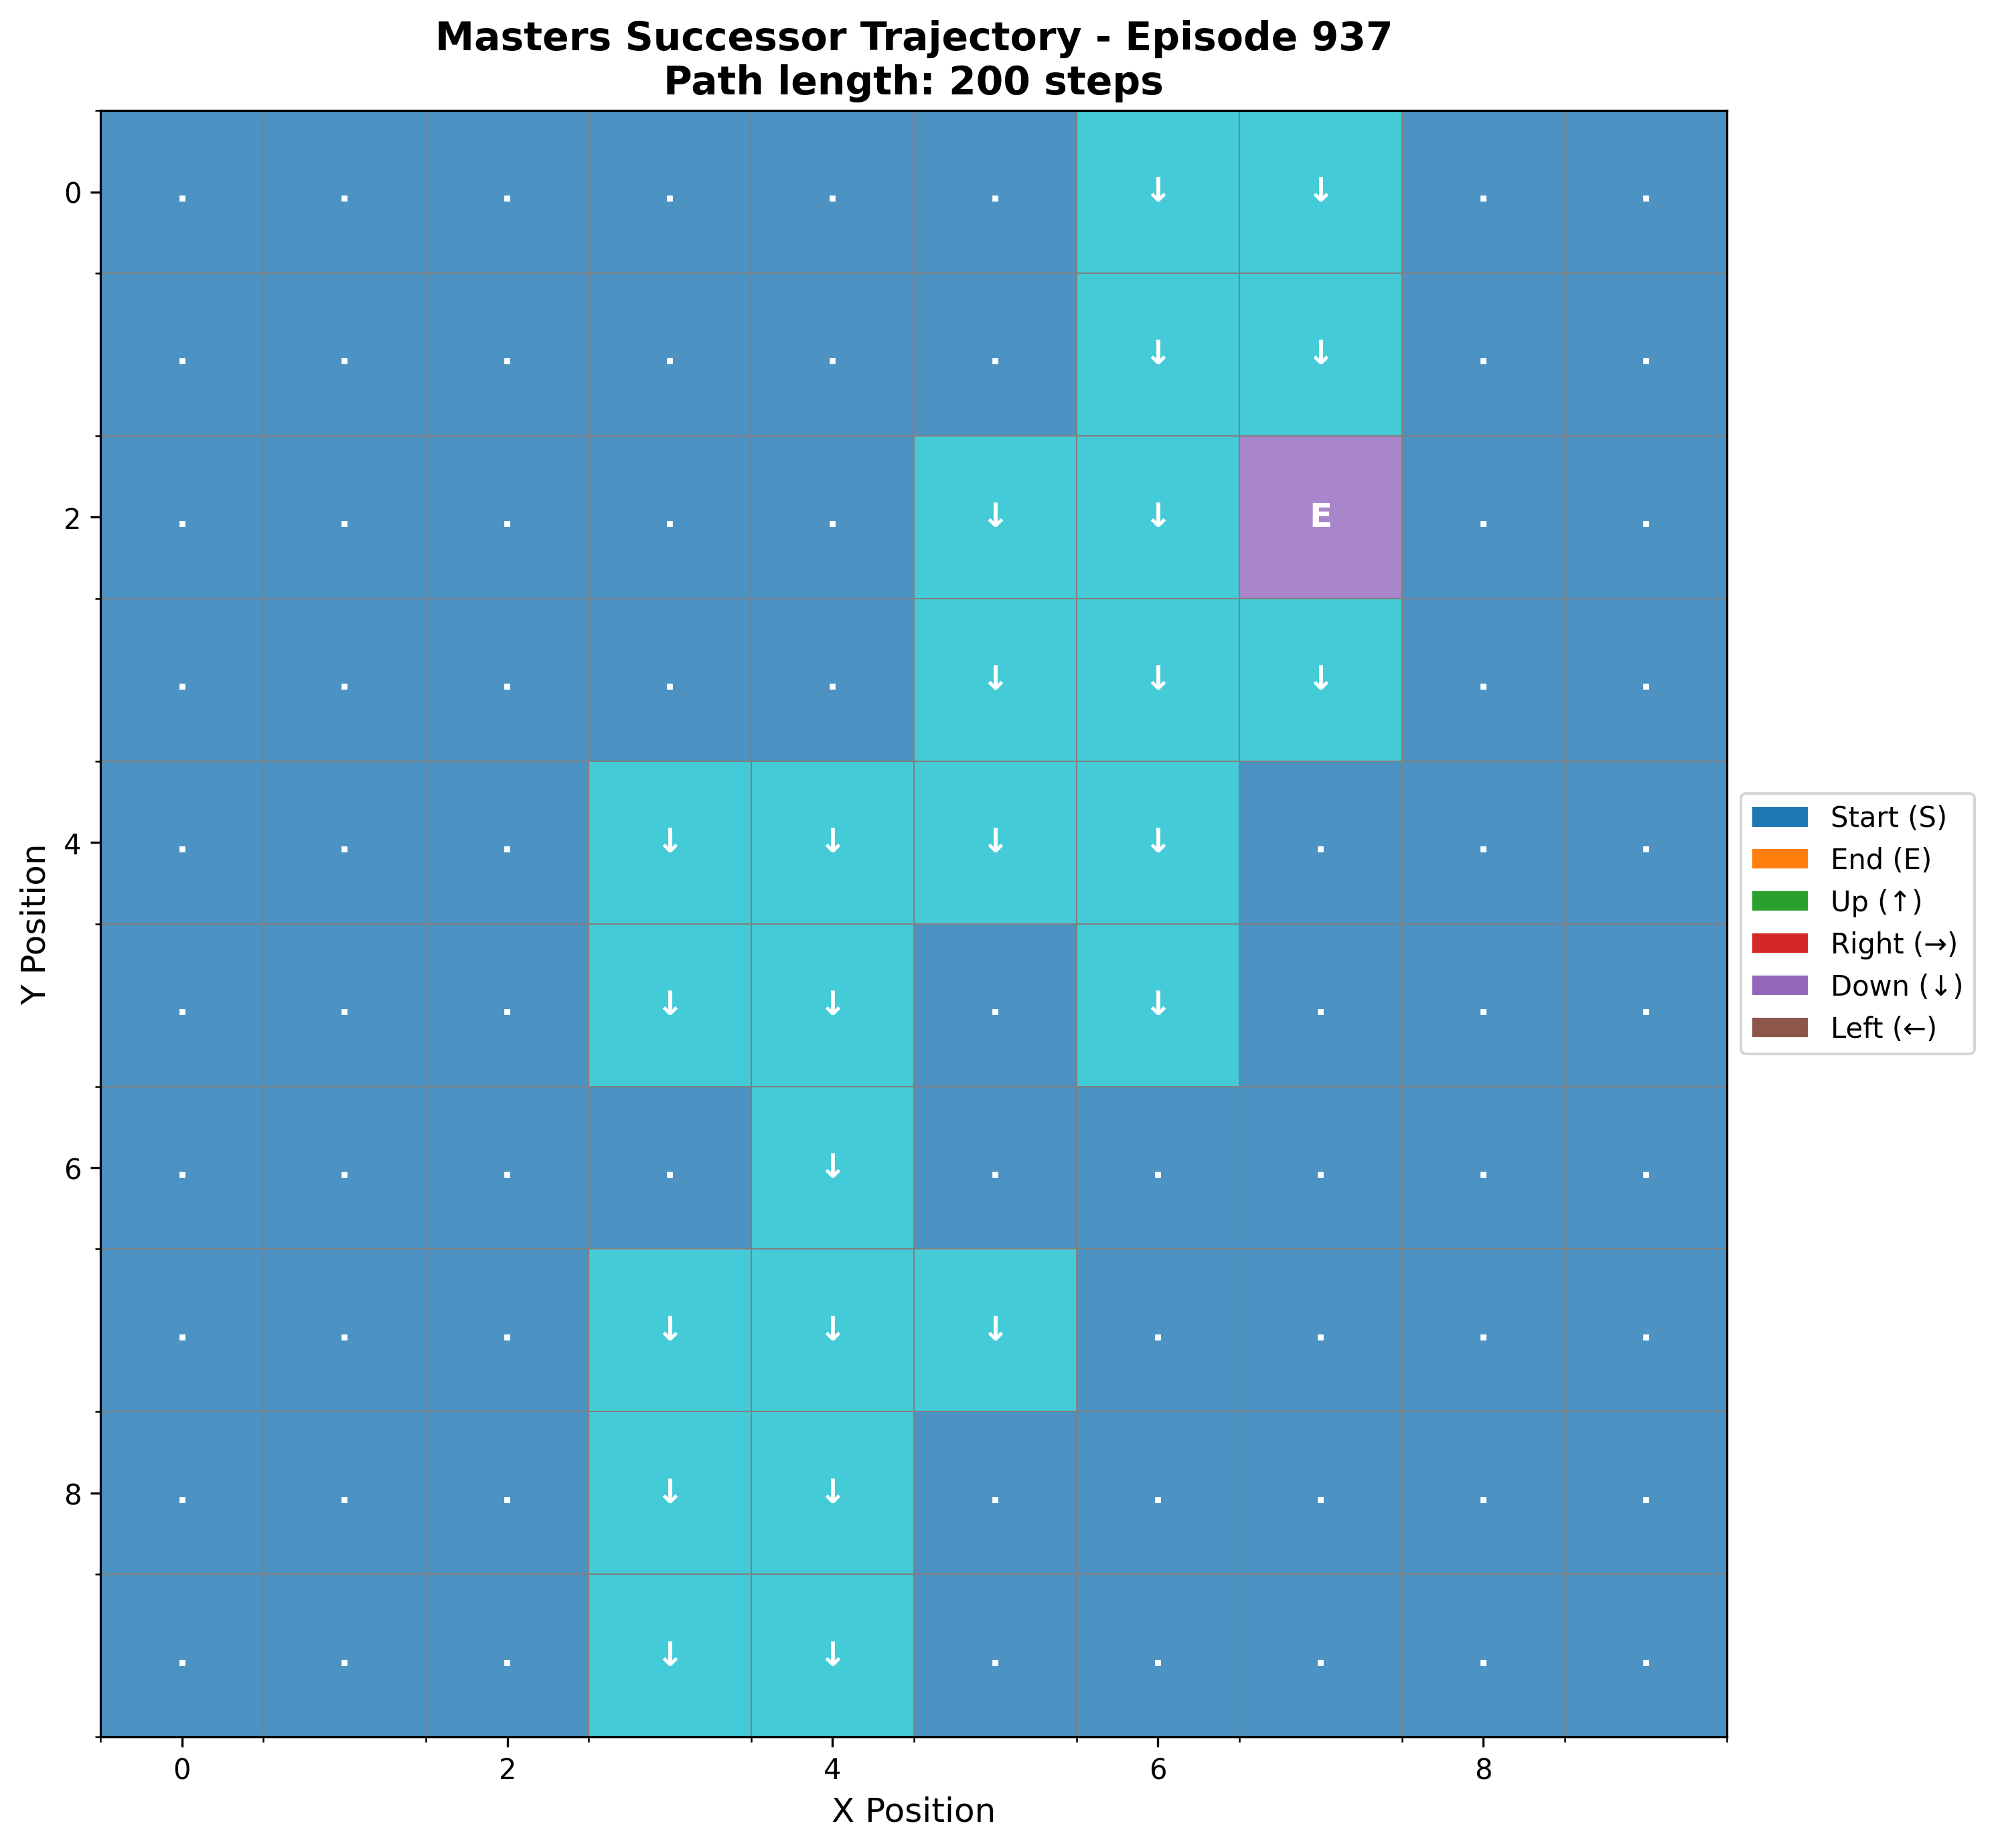 Masters Successor Trajectory - Episode 937
Path length: 200 steps
0 . . . . . . ↓ ↓ . .
. . . . . . ↓ ↓ . .
2 . . . . . ↓ ↓ E . .
. . . . . ↓ ↓ ↓ . .
4 . . . ↓ ↓ ↓ ↓ . . .
. . . ↓ ↓ . ↓ . . .
6 . . . . ↓ . . . . .
. . . ↓ ↓ ↓ . . . .
8 . . . ↓ ↓ . . . . .
. . . ↓ ↓ . . . . .
0 2 4 6 8
X Position
Y Position
Start (S)
End (E)
Up (↑)
Right (→)
Down (↓)
Left (←)